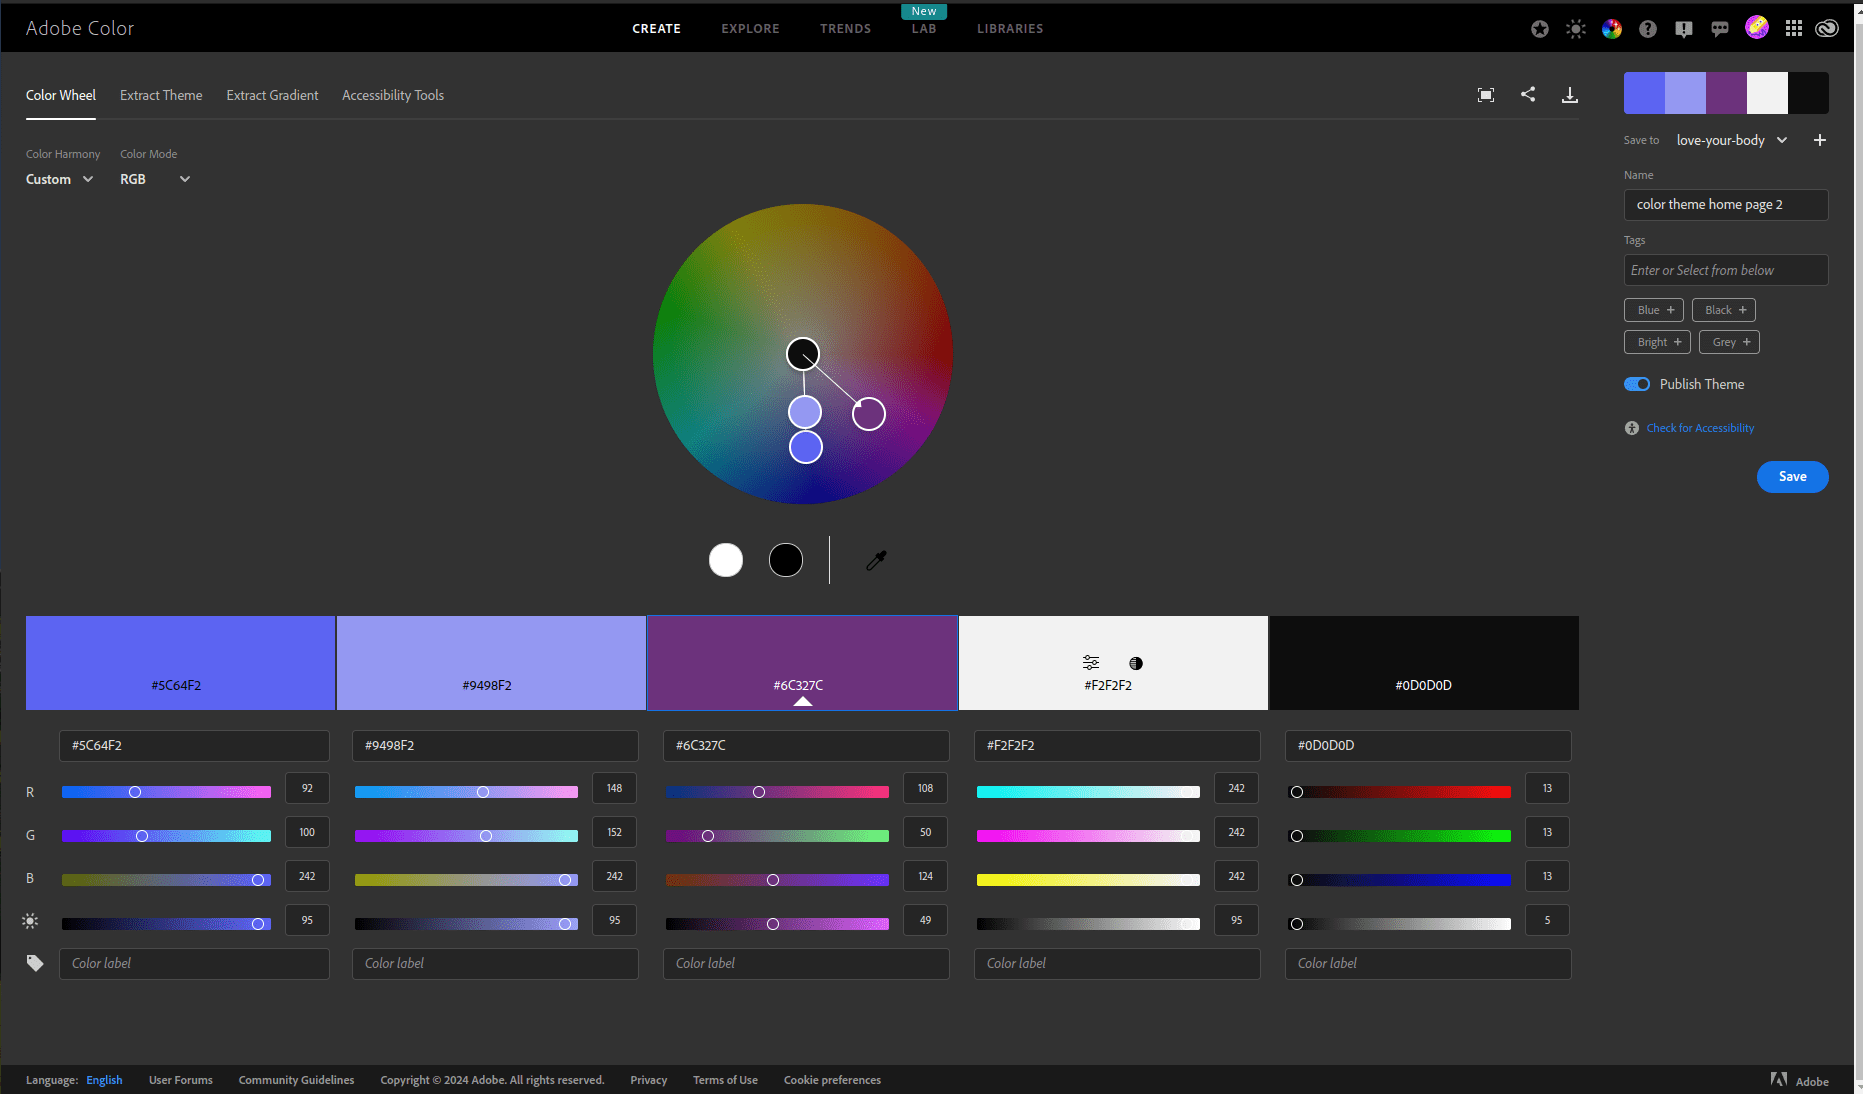 New
Adobe Color CREATE EXPLORE TRENDS LAB LIBRARIES
Color Wheel Extract Theme Extract Gradient Accessibility Tools
Save to love-your-body
Color Harmony Color Mode
Custom RGB
Name
color theme home page 2
Tags
Enter or Select from below
Blue + Black +
Bright + Grey +
Publish Theme
Check for Accessibility
Save
#5C64F2 #9498F2 #6C327C #F2F2F2 #0D0D0D
#5C64F2 #9498F2 #6C327C #F2F2F2 #0D0D0D
R 92 148 108 242 13
G 100 152 50 242 13
B 242 242 124 242 13
95 95 49 95 5
Color label Color label Color label Color label Color label
Language: English User Forums Community Guidelines Copyright © 2024 Adobe. All rights reserved. Privacy Terms of Use Cookie preferences Adobe